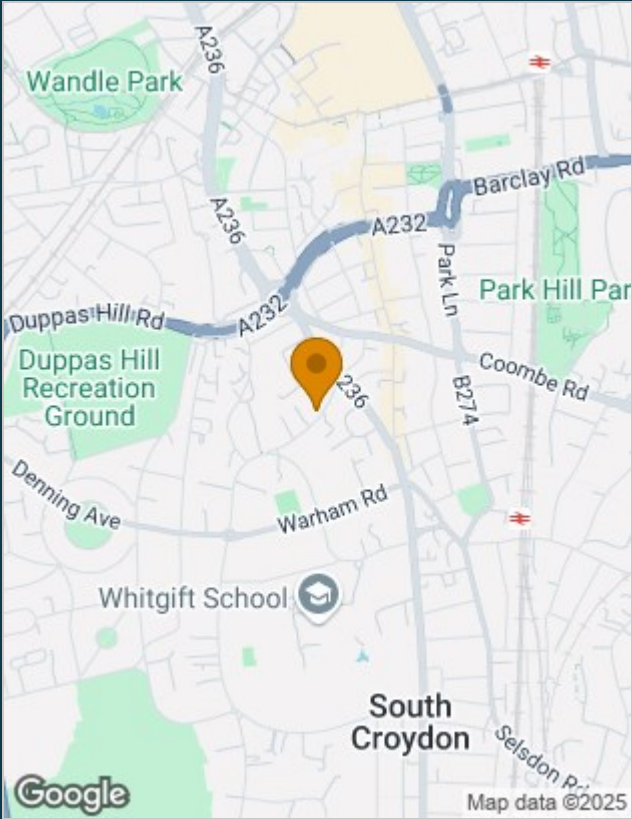 A236
Wandle Park
A236
Barclay Rd
A232
Park Ln
Park Hill Par
Duppas Hill Rd
A232
Duppas Hill
Recreation
Ground
236
Coombe Rd
B274
Denning Ave
Warham Rd
Whitgift School
South
Croydon
Selsdon Rd
Google
Map data ©2025